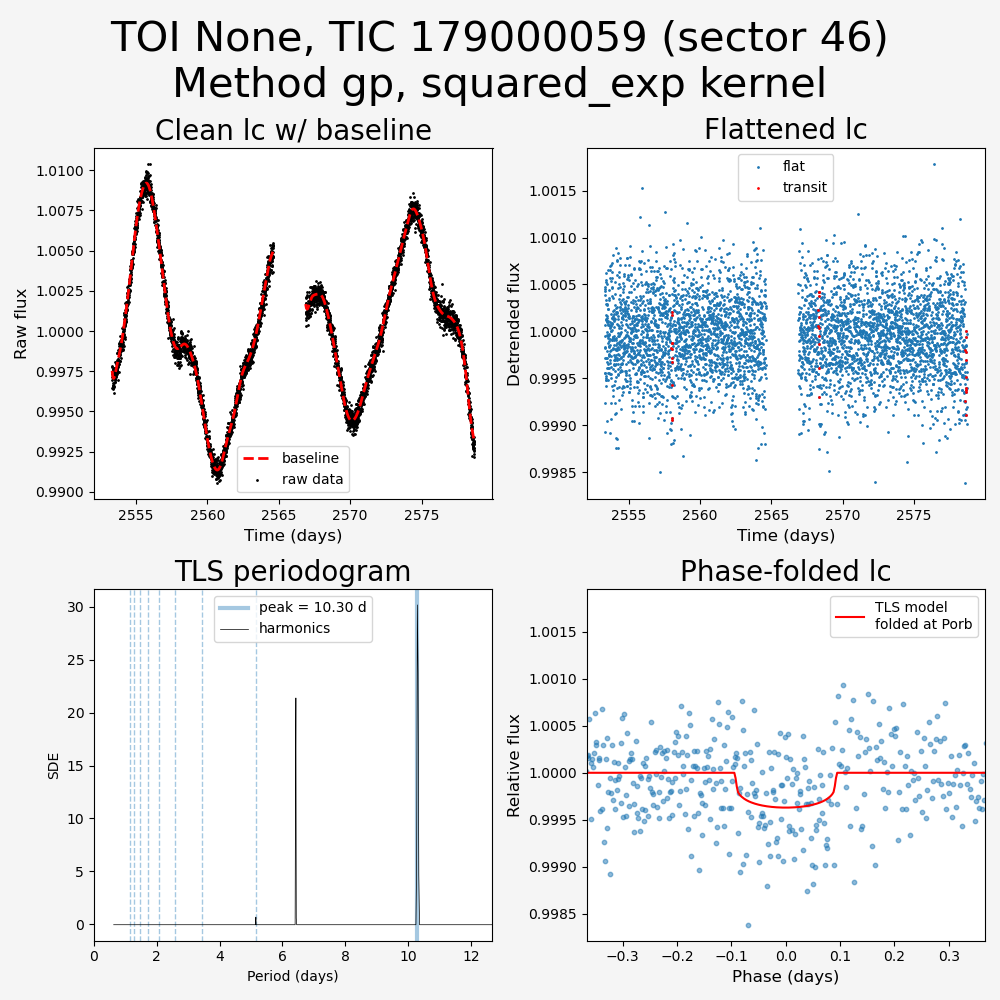 TOI None, TIC 179000059 (sector 46)
Method gp, squared_exp kernel
Clean lc w/ baseline
Raw flux
1.0100
1.0075
1.0050
1.0025
1.0000
0.9975
0.9950
0.9925
0.9900
baseline
raw data
2555 2560 2565 2570 2575
Time (days)
Flattened lc
Detrended flux
1.0015
1.0010
1.0005
1.0000
0.9995
0.9990
0.9985
flat
transit
2555 2560 2565 2570 2575
Time (days)
TLS periodogram
SDE
30
25
20
15
10
5
0
peak = 10.30 d
harmonics
0 2 4 6 8 10 12
Period (days)
Phase-folded lc
Relative flux
1.0015
1.0010
1.0005
1.0000
0.9995
0.9990
0.9985
TLS model
folded at Porb
−0.3 −0.2 −0.1 0.0 0.1 0.2 0.3
Phase (days)